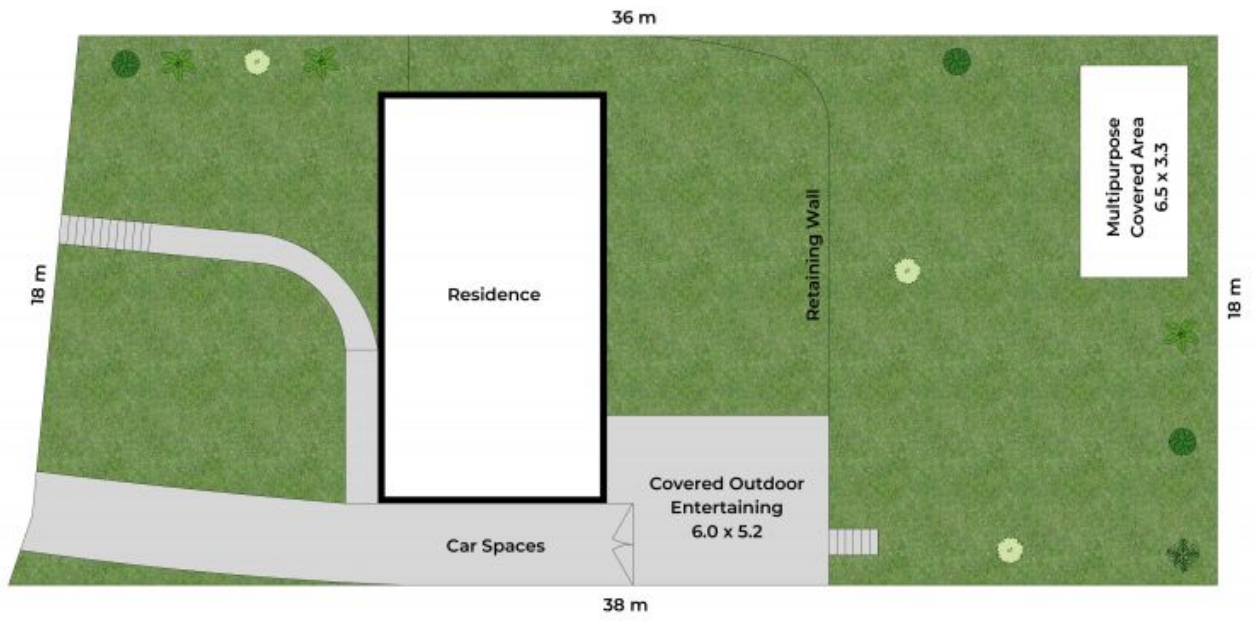 36 m
18 m
Residence
Retaining Wall
Multipurpose
Covered Area
6.5 x 3.3
18 m
Covered Outdoor
Entertaining
6.0 x 5.2
Car Spaces
38 m